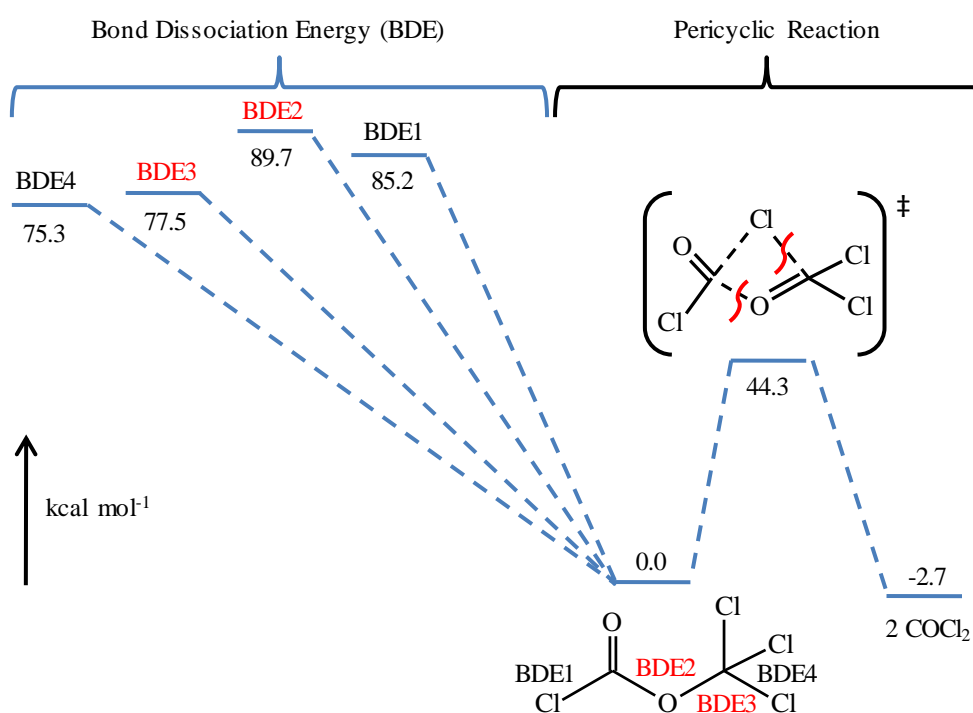 Bond Dissociation Energy (BDE)
Pericyclic Reaction
BDE2
89.7
BDE1
85.2
BDE3
77.5
BDE4
75.3
‡
Cl
O
Cl
O
Cl
Cl
44.3
kcal mol-1
0.0
-2.7
2 COCl2
Cl
O
Cl
BDE1
BDE2
BDE4
Cl
O
BDE3
Cl